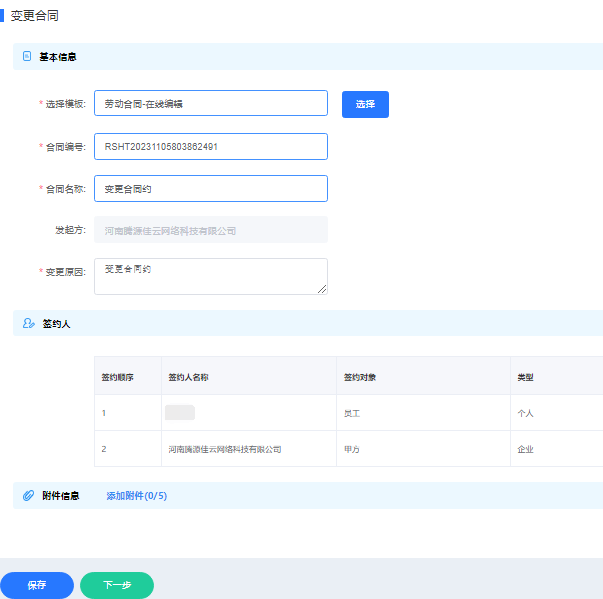 变更合同
基本信息
* 选择模板: 劳动合同-在线编辑 选择
* 合同编号: RSHT20231105803862491
* 合同名称: 变更合同约
发起方: 河南腾源佳云网络科技有限公司
* 变更原因: 变更合同约
签约人
签约顺序 签约人名称 签约对象 类型
1 员工 个人
2 河南腾源佳云网络科技有限公司 甲方 企业
附件信息 添加附件(0/5)
保存 下一步